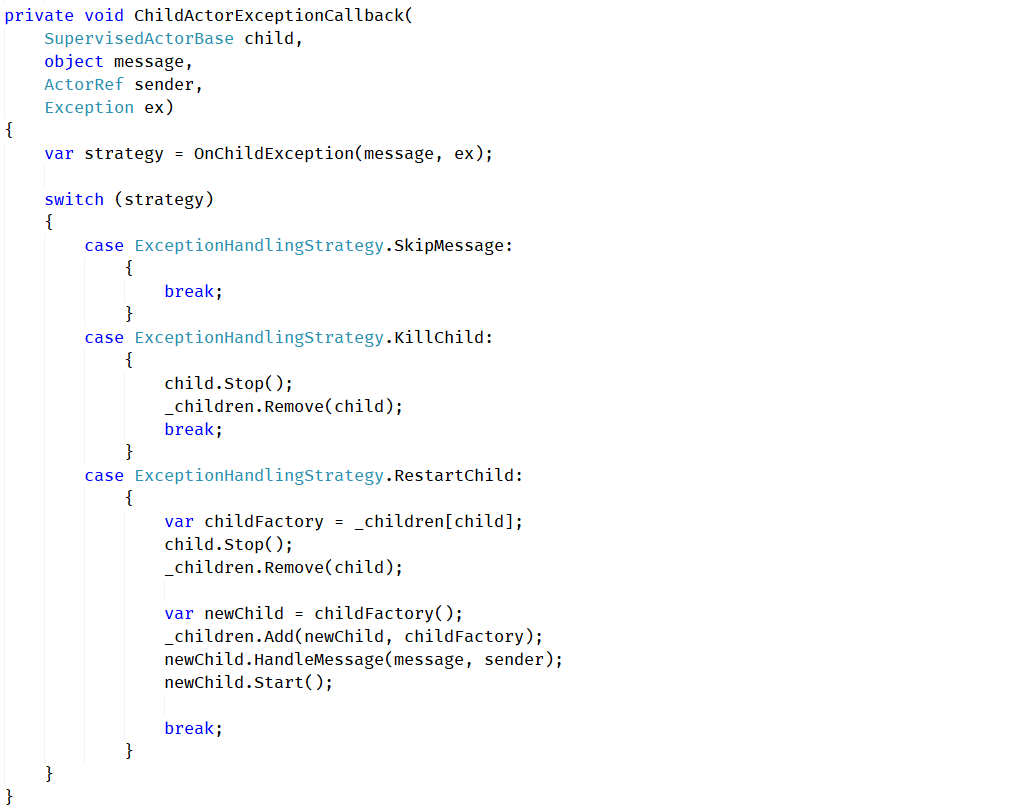 private void ChildActorExceptionCallback(
    SupervisedActorBase child,
    object message,
    ActorRef sender,
    Exception ex)
{
    var strategy = OnChildException(message, ex);

    switch (strategy)
    {
        case ExceptionHandlingStrategy.SkipMessage:
            {
                break;
            }
        case ExceptionHandlingStrategy.KillChild:
            {
                child.Stop();
                _children.Remove(child);
                break;
            }
        case ExceptionHandlingStrategy.RestartChild:
            {
                var childFactory = _children[child];
                child.Stop();
                _children.Remove(child);

                var newChild = childFactory();
                _children.Add(newChild, childFactory);
                newChild.HandleMessage(message, sender);
                newChild.Start();

                break;
            }
    }
}